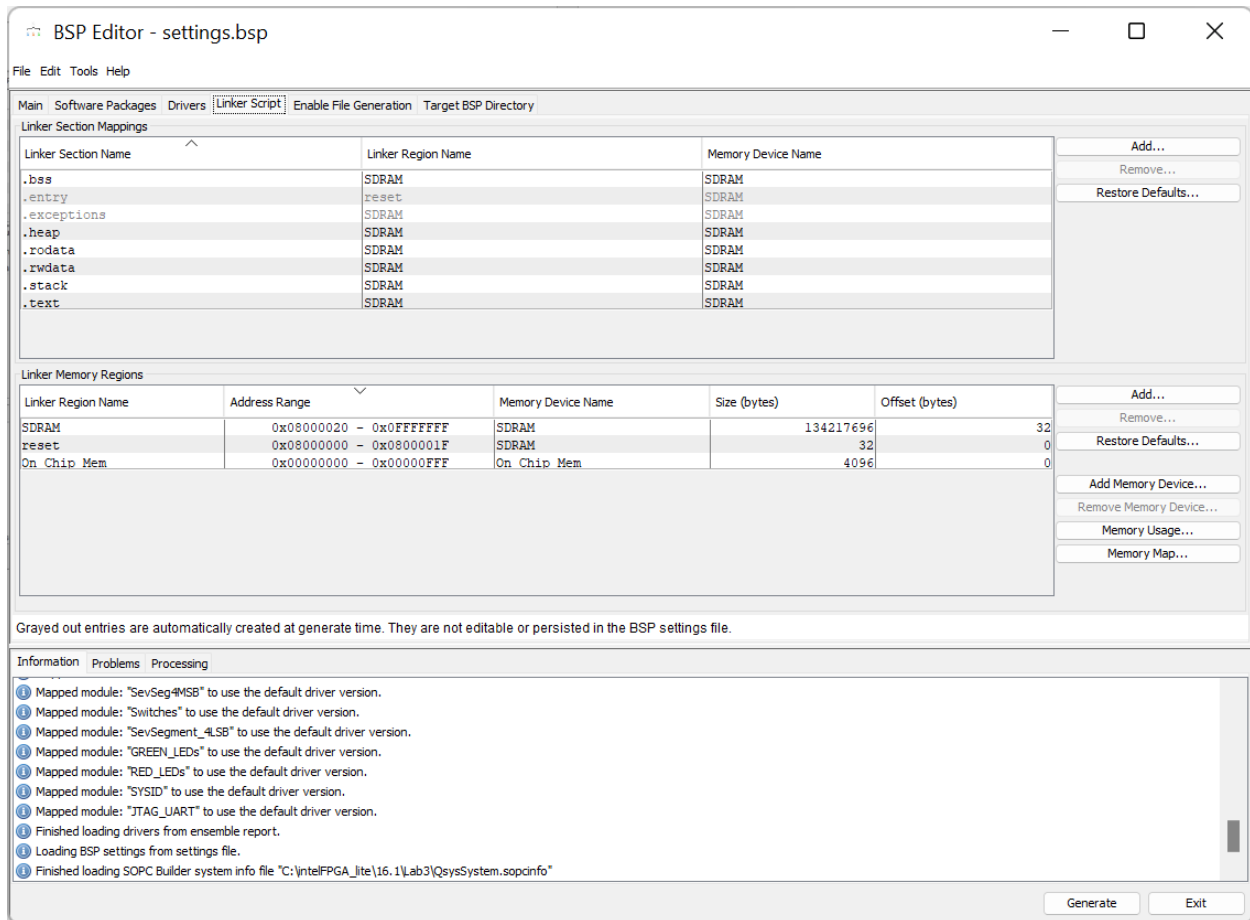 BSP Editor - settings.bsp
File Edit Tools Help
Main Software Packages Drivers Linker Script Enable File Generation Target BSP Directory
Linker Section Mappings
Linker Section Name Linker Region Name Memory Device Name
.bss SDRAM SDRAM
.entry reset SDRAM
.exceptions SDRAM SDRAM
.heap SDRAM SDRAM
.rodata SDRAM SDRAM
.rwdata SDRAM SDRAM
.stack SDRAM SDRAM
.text SDRAM SDRAM
Add...
Remove...
Restore Defaults...
Linker Memory Regions
Linker Region Name Address Range Memory Device Name Size (bytes) Offset (bytes)
SDRAM 0x08000020 - 0x0FFFFFFF SDRAM 134217696 32
reset 0x08000000 - 0x0800001F SDRAM 32 0
On Chip Mem 0x00000000 - 0x00000FFF On Chip Mem 4096 0
Add...
Remove...
Restore Defaults...
Add Memory Device...
Remove Memory Device...
Memory Usage...
Memory Map...
Grayed out entries are automatically created at generate time. They are not editable or persisted in the BSP settings file.
Information Problems Processing
Mapped module: "SevSeg4MSB" to use the default driver version.
Mapped module: "Switches" to use the default driver version.
Mapped module: "SevSegment_4LSB" to use the default driver version.
Mapped module: "GREEN_LEDs" to use the default driver version.
Mapped module: "RED_LEDs" to use the default driver version.
Mapped module: "SYSID" to use the default driver version.
Mapped module: "JTAG_UART" to use the default driver version.
Finished loading drivers from ensemble report.
Loading BSP settings from settings file.
Finished loading SOPC Builder system info file "C:\intelFPGA_lite\16.1\Lab3\QsysSystem.sopcinfo"
Generate Exit